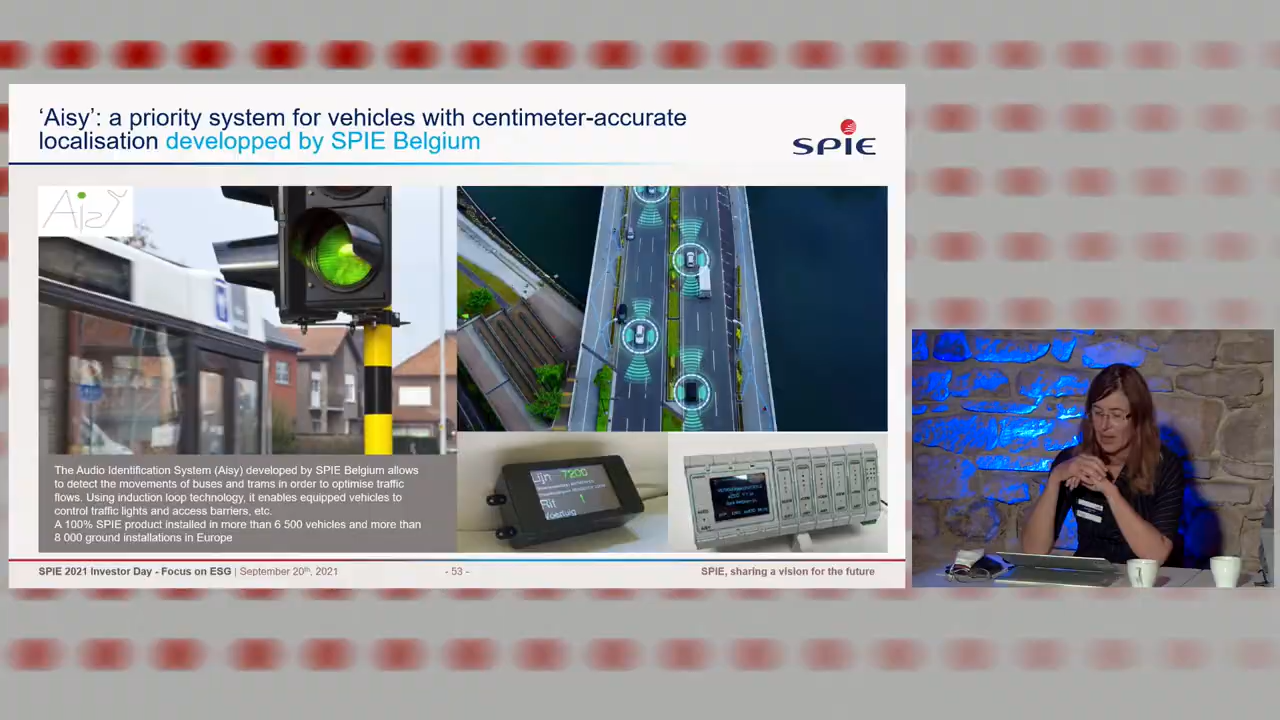 ‘Aisy’: a priority system for vehicles with centimeter-accurate
localisation developped by SPIE Belgium
SPIE
Aisy
The Audio Identification System (Aisy) developed by SPIE Belgium allows
to detect the movements of buses and trams in order to optimise traffic
flows. Using induction loop technology, it enables equipped vehicles to
control traffic lights and access barriers, etc.
A 100% SPIE product installed in more than 6 500 vehicles and more than
8 000 ground installations in Europe
Lijn 7200
Rit 1
SPIE 2021 Investor Day - Focus on ESG | September 20th, 2021
- 53 -
SPIE, sharing a vision for the future